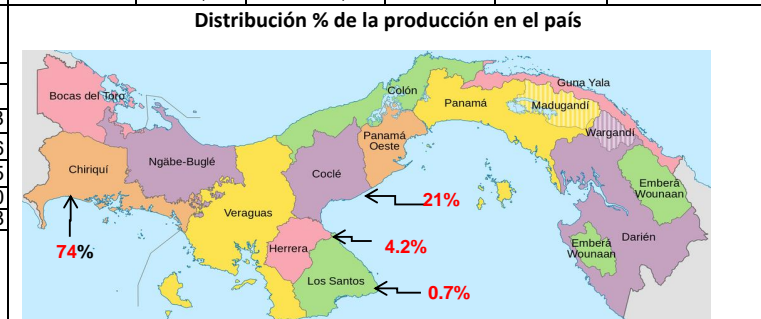 Distribución % de la producción en el país
Bocas del Toro
Colón
Guna Yala
Panamá
Madugandí
Wargandí
Panamá
Oeste
Chiriquí
Ngäbe-Buglé
Coclé
Emberá
Wounaan
21%
Veraguas
74%
Herrera
4.2%
Darién
Emberá
Wounaan
Los Santos
0.7%